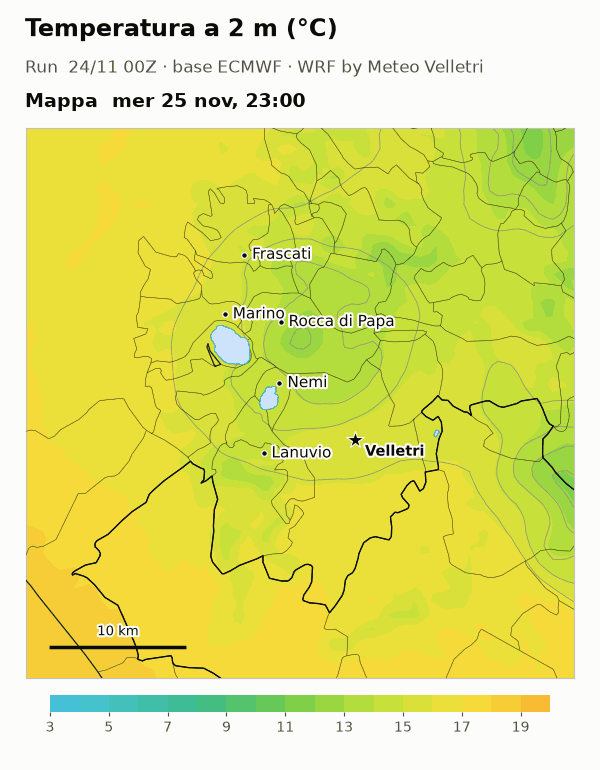 Temperatura a 2 m (°C)
Run  24/11 00Z · base ECMWF · WRF by Meteo Velletri
Mappa  mer 25 nov, 23:00
Frascati
Marino
Rocca di Papa
Nemi
Lanuvio
Velletri
10 km
3 5 7 9 11 13 15 17 19